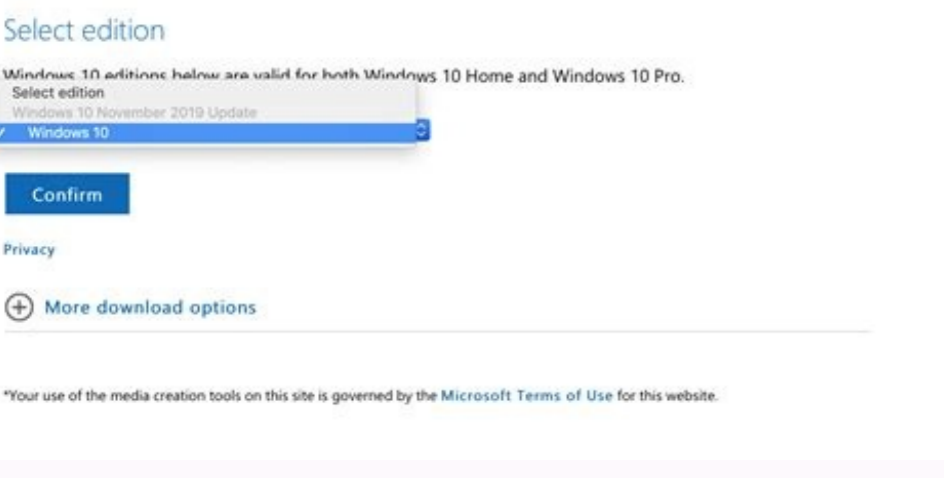 Select edition
Windows 10 editions below are valid for both Windows 10 Home and Windows 10 Pro.
Select edition
Windows 10 November 2019 Update
✓ Windows 10
Confirm
Privacy
More download options
*Your use of the media creation tools on this site is governed by the Microsoft Terms of Use for this website.